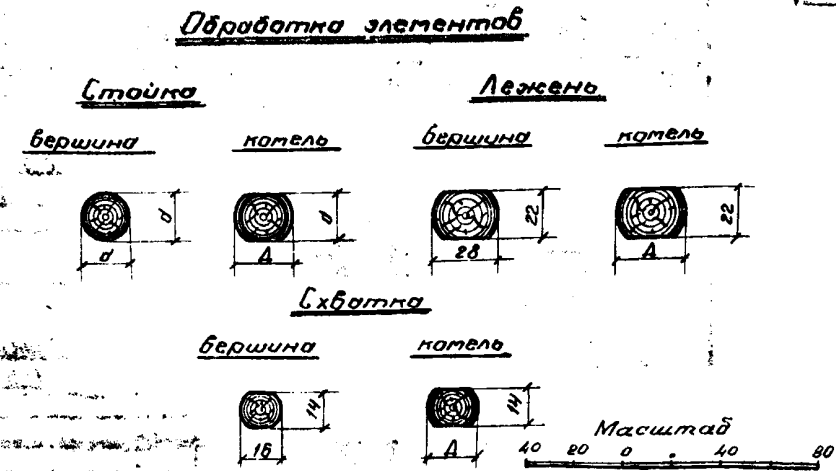 Обработка элементов
Стойка
Лежень
вершина
комель
вершина
комель
d
d
d
Д
22
28
22
Д
Схватка
вершина
комель
14
16
14
Д
Масштаб
40 20 0 40 80